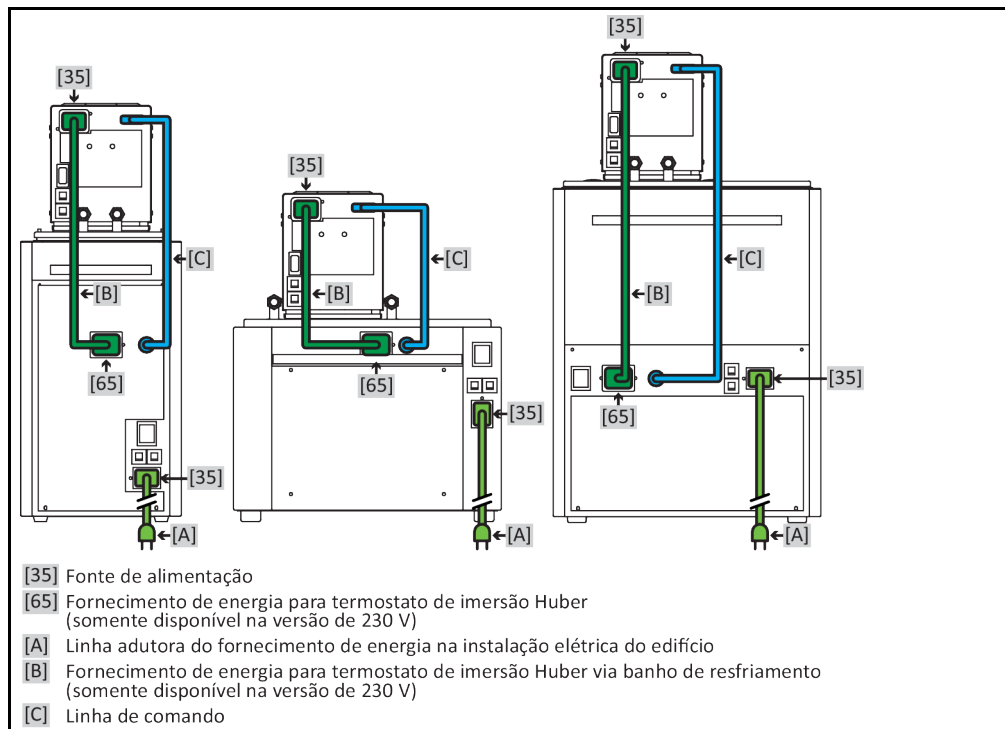 [35]
[35]
[35]
[C]
[C]
[C]
[B]
[B]
[B]
[65]
[65]
[65]
[35]
[35]
[35]
[A]
[A]
[A]
[35] Fonte de alimentação
[65] Fornecimento de energia para termostato de imersão Huber
(somente disponível na versão de 230 V)
[A] Linha adutora do fornecimento de energia na instalação elétrica do edifício
[B] Fornecimento de energia para termostato de imersão Huber via banho de resfriamento
(somente disponível na versão de 230 V)
[C] Linha de comando